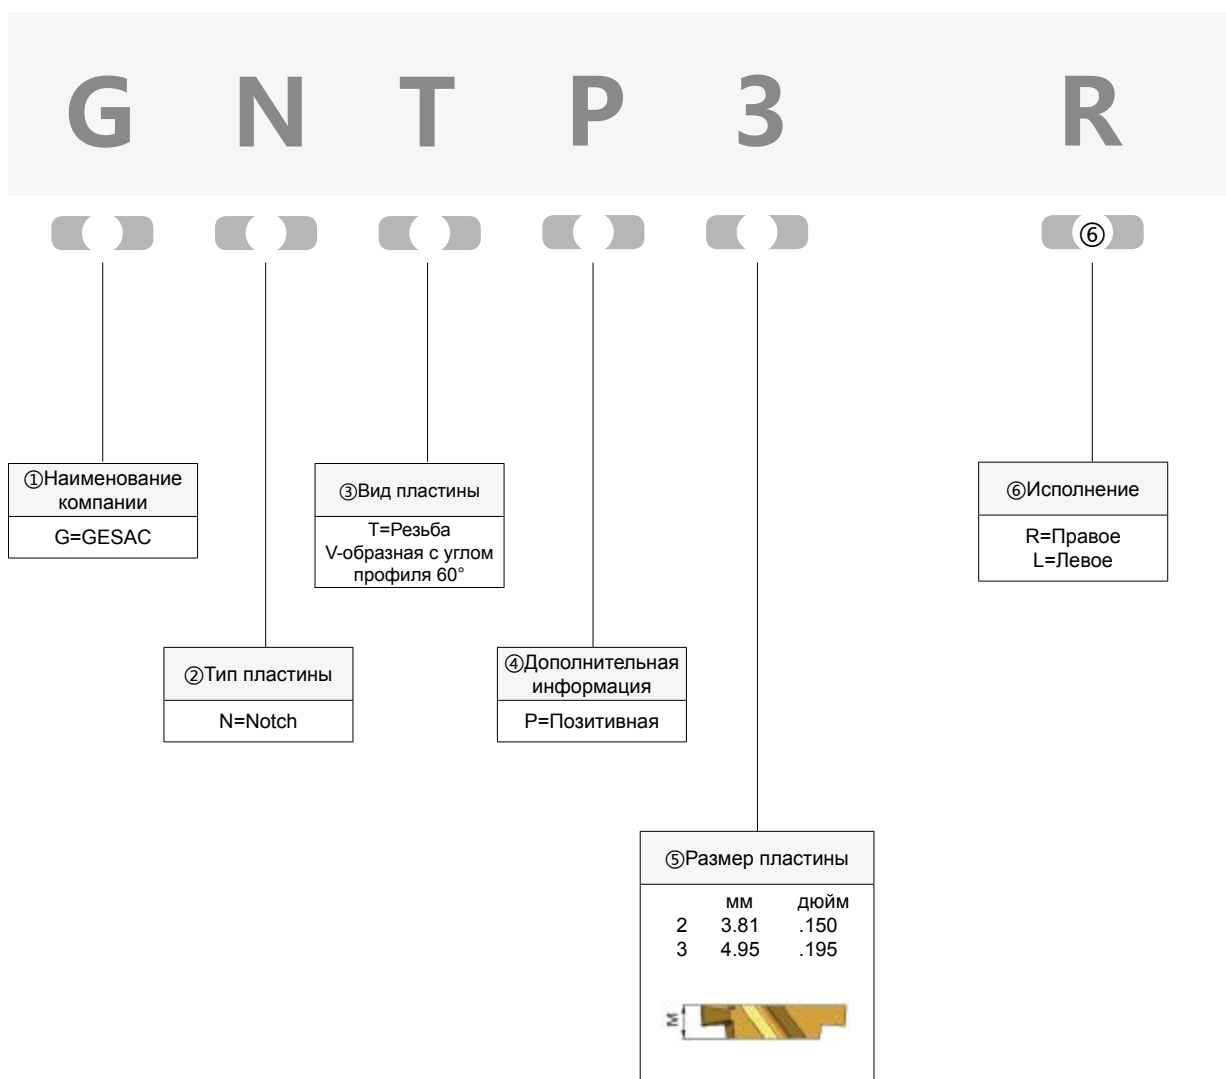 G N T P 3 R
⑥
①Наименование
компании
G=GESAC
③Вид пластины
T=Резьба
V-образная с углом
профиля 60°
⑥Исполнение
R=Правое
L=Левое
②Тип пластины
N=Notch
④Дополнительная
информация
P=Позитивная
⑤Размер пластины
мм дюйм
2 3.81 .150
3 4.95 .195
M